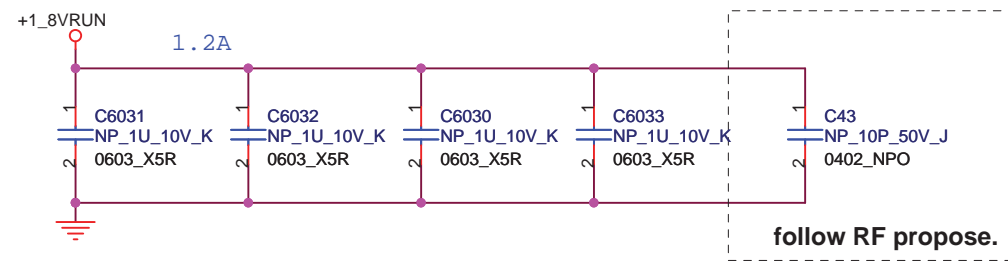 +1_8VRUN
1.2A
1
C6031
NP_1U_10V_K
0603_X5R
2
1
C6032
NP_1U_10V_K
0603_X5R
2
1
C6030
NP_1U_10V_K
0603_X5R
2
1
C6033
NP_1U_10V_K
0603_X5R
2
1
C43
NP_10P_50V_J
0402_NPO
2
follow RF propose.